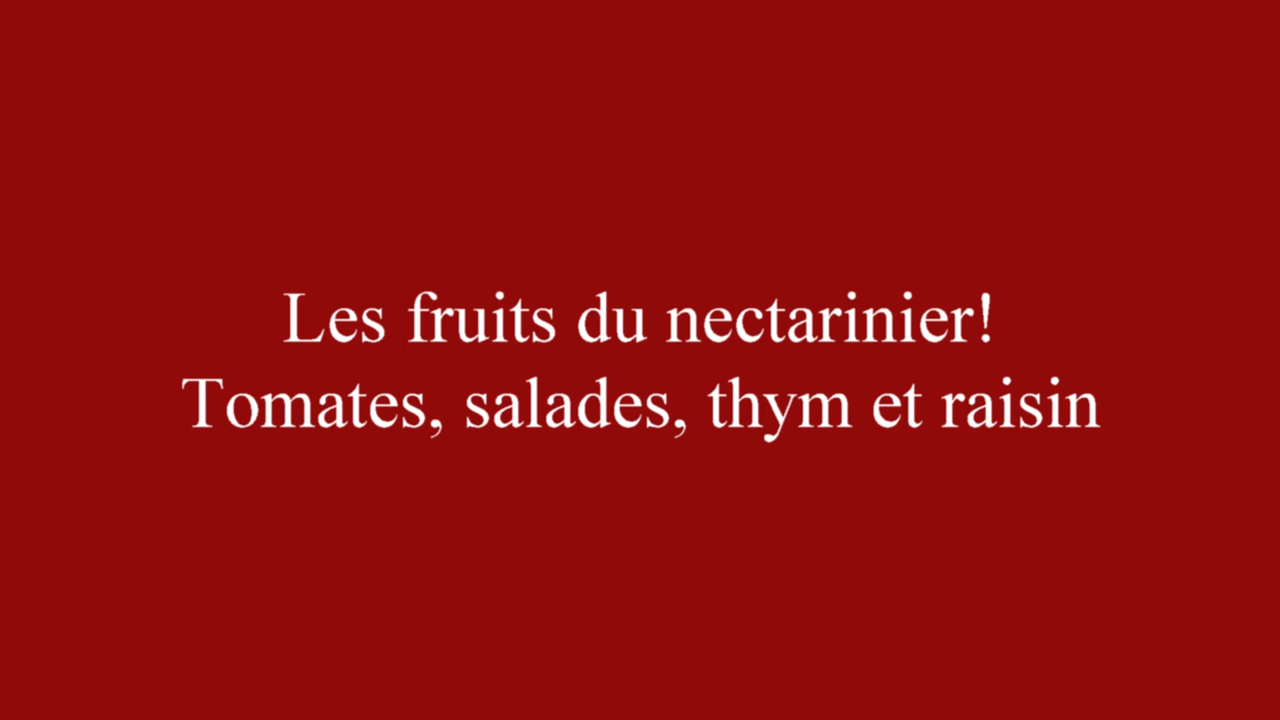 Les fruits du nectarinier!
Tomates, salades, thym et raisin